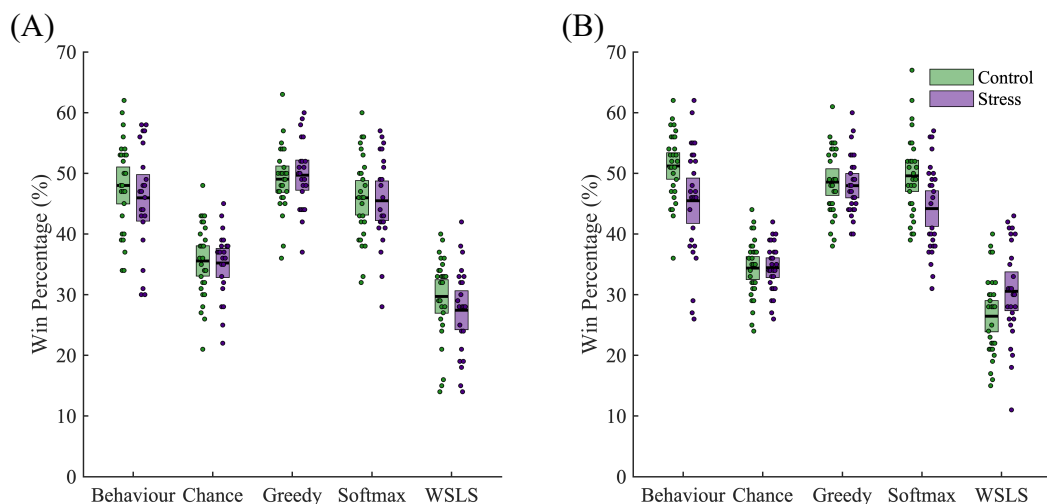 (A)
Win Percentage (%)
70
60
50
40
30
20
10
0
Behaviour Chance Greedy Softmax WSLS
(B)
Win Percentage (%)
70
60
50
40
30
20
10
0
Control
Stress
Behaviour Chance Greedy Softmax WSLS